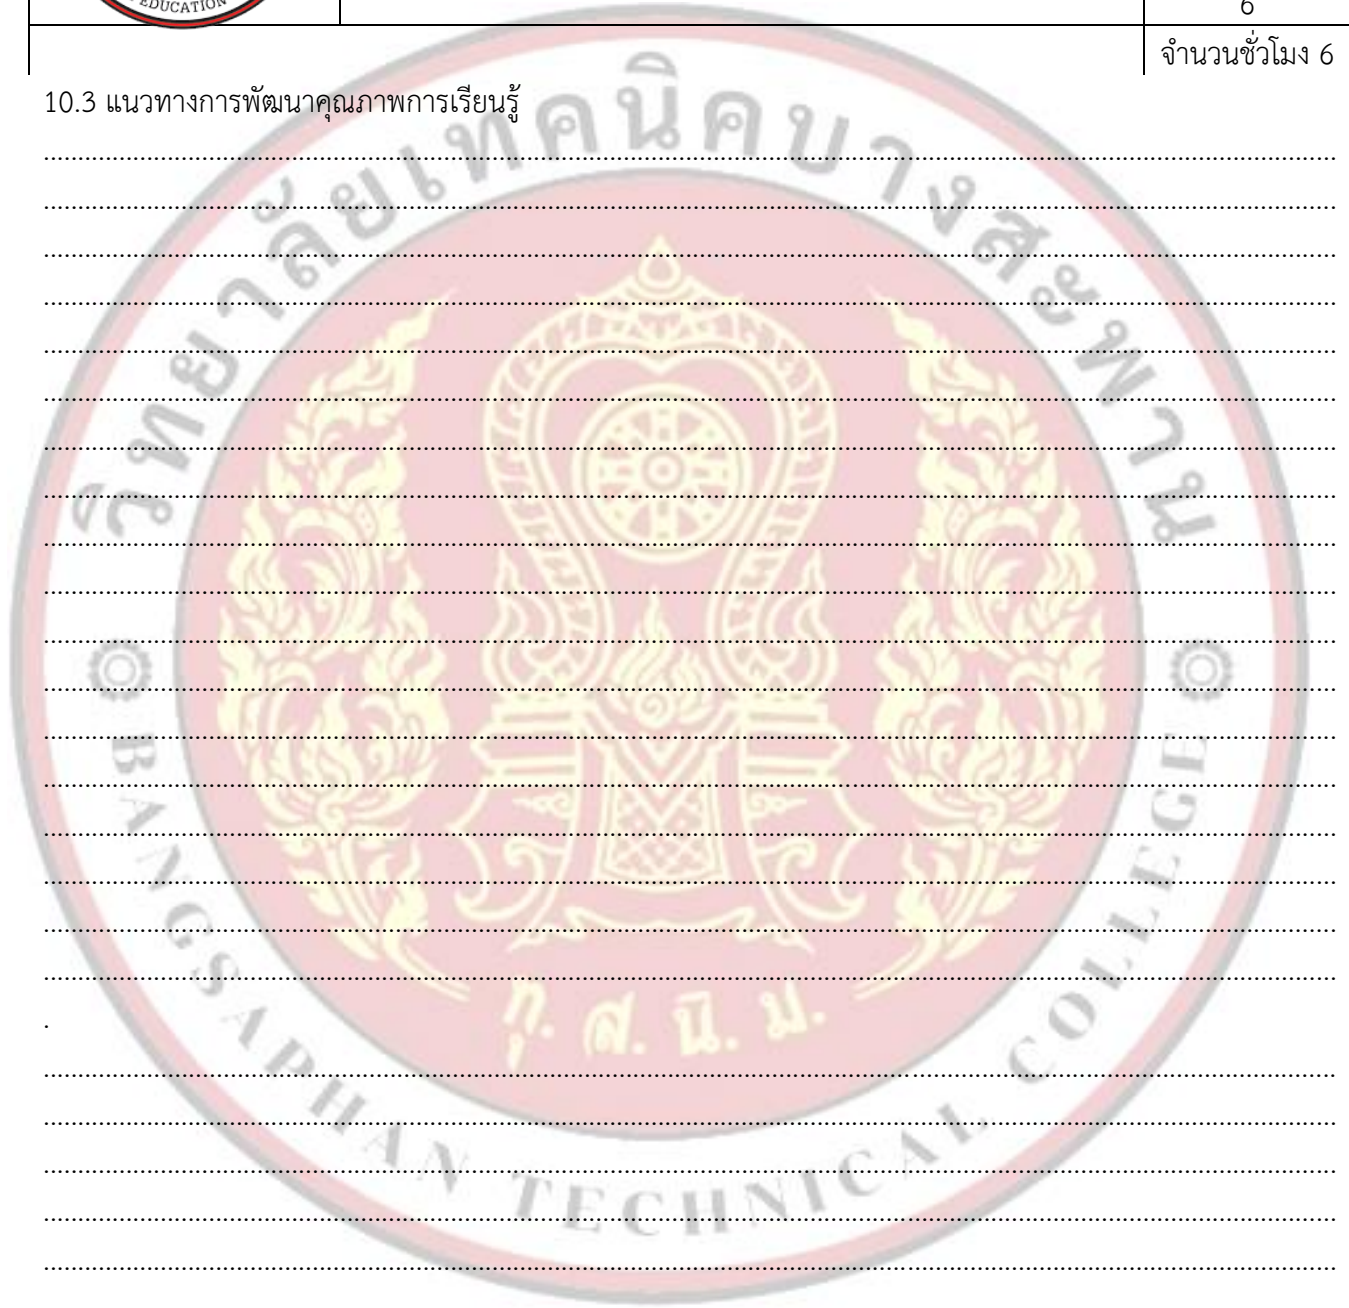 EDUCATION
6
จำนวนชั่วโมง 6
10.3 แนวทางการพัฒนาคุณภาพการเรียนรู้
วิทยาลัยเทคนิคบางสะพาน
ก. ส. นิ. ม.
BANGSAPHAN TECHNICAL COLLEGE